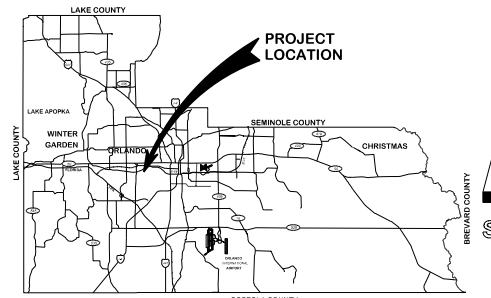 LAKE COUNTY
PROJECT
LOCATION
LAKE APOPKA
SEMINOLE COUNTY
WINTER
GARDEN
ORLANDO
CHRISTMAS
LAKE COUNTY
FLORIDA
BREVARD COUNTY
ORLANDO
INTERNATIONAL
AIRPORT